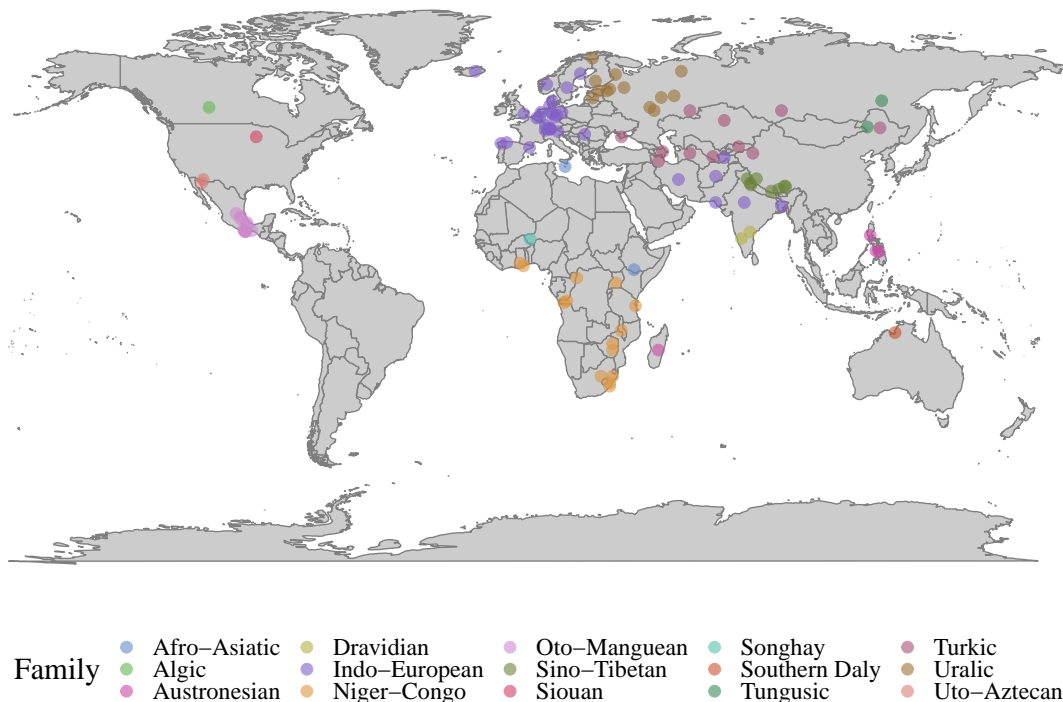 Family
Afro−Asiatic
Algic
Austronesian
Dravidian
Indo−European
Niger−Congo
Oto−Manguean
Sino−Tibetan
Siouan
Songhay
Southern Daly
Tungusic
Turkic
Uralic
Uto−Aztecan